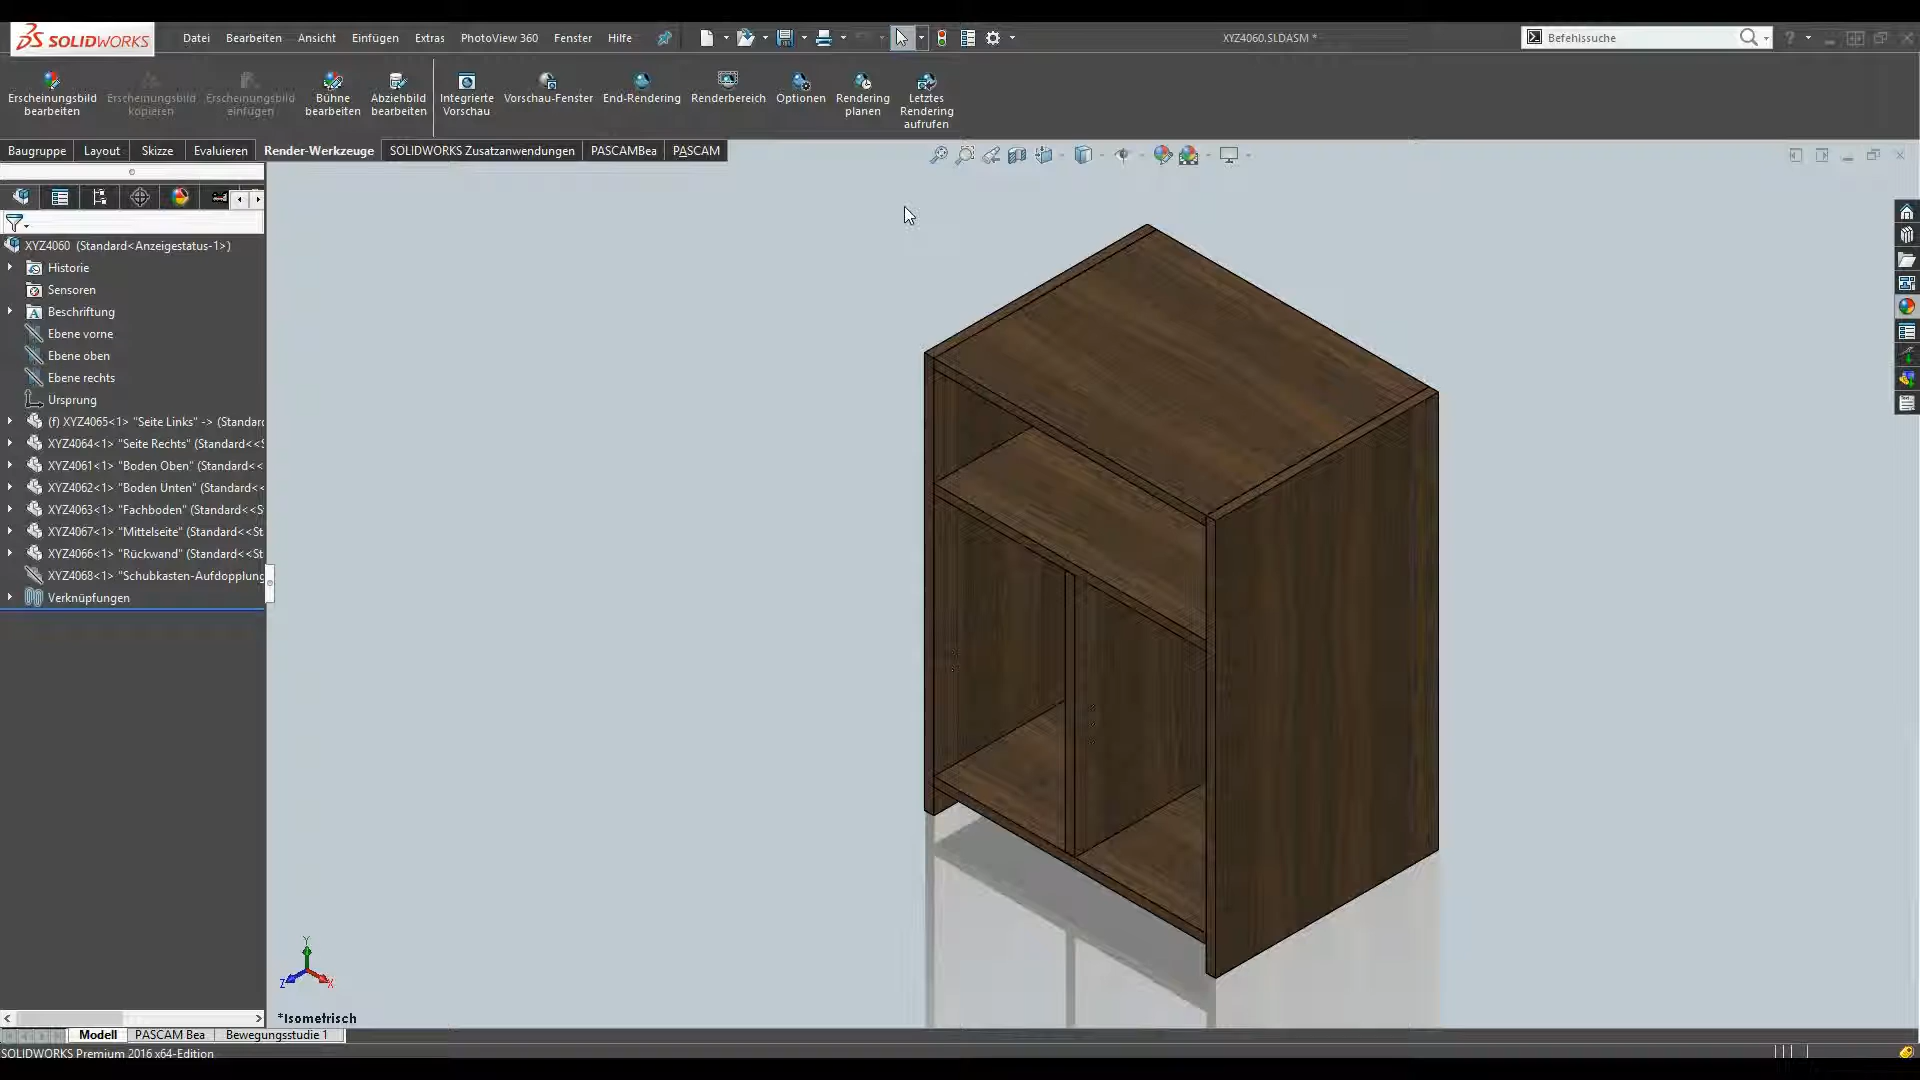 SOLIDWORKS
Datei Bearbeiten Ansicht Einfügen Extras PhotoView 360 Fenster Hilfe
XYZ4060.SLDASM *
Befehlssuche
Erscheinungsbild bearbeiten
Erscheinungsbild kopieren
Erscheinungsbild einfügen
Bühne bearbeiten
Abziehbild bearbeiten
Integrierte Vorschau
Vorschau-Fenster
End-Rendering
Renderbereich
Optionen
Rendering planen
Letztes Rendering aufrufen
Baugruppe Layout Skizze Evaluieren Render-Werkzeuge SOLIDWORKS Zusatzanwendungen PASCAMBea PASCAM
XYZ4060 (Standard<Anzeigestatus-1>)
Historie
Sensoren
Beschriftung
Ebene vorne
Ebene oben
Ebene rechts
Ursprung
(f) XYZ4065<1> "Seite Links" -> (Standard
XYZ4064<1> "Seite Rechts" (Standard<<S
XYZ4061<1> "Boden Oben" (Standard<<
XYZ4062<1> "Boden Unten" (Standard<<
XYZ4063<1> "Fachboden" (Standard<<S
XYZ4067<1> "Mittelseite" (Standard<<St
XYZ4066<1> "Rückwand" (Standard<<St
XYZ4068<1> "Schubkasten-Aufdopplung
Verknüpfungen
Y
Z
X
*Isometrisch
Modell PASCAM Bea Bewegungsstudie 1
SOLIDWORKS Premium 2016 x64-Edition